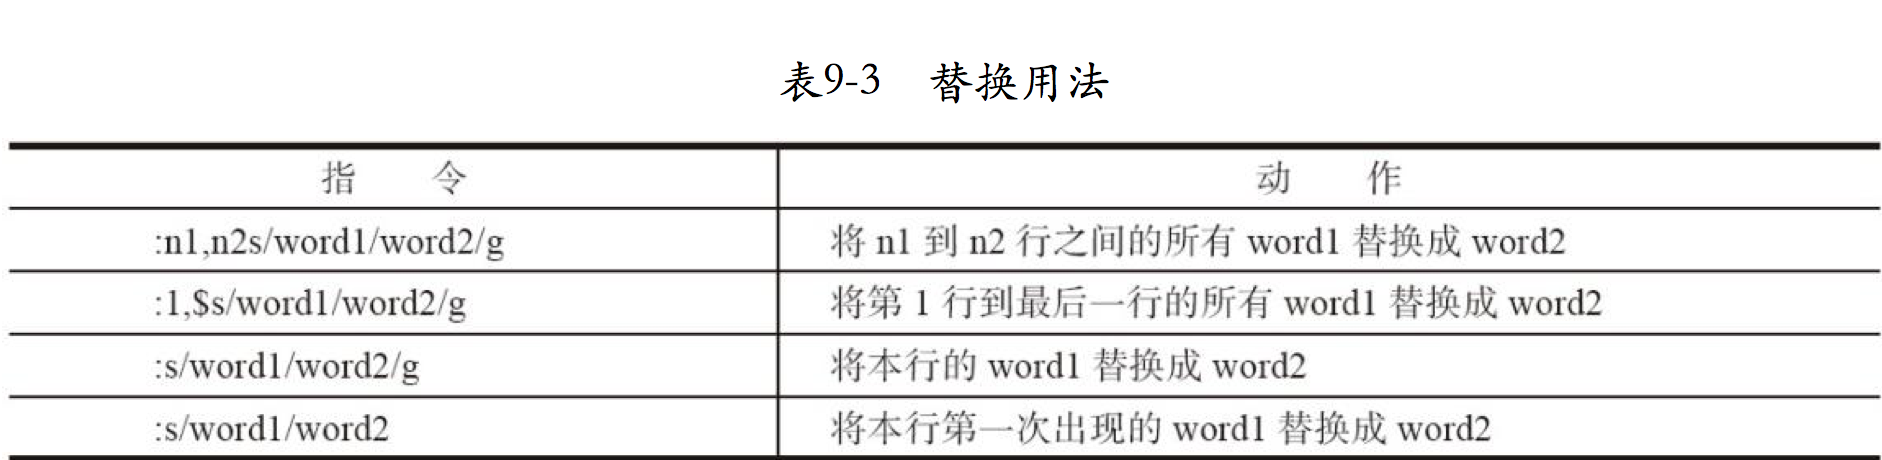 表9-3 替换用法
指 令 动 作
:n1,n2s/word1/word2/g 将 n1 到 n2 行之间的所有 word1 替换成 word2
:1,$s/word1/word2/g 将第 1 行到最后一行的所有 word1 替换成 word2
:s/word1/word2/g 将本行的 word1 替换成 word2
:s/word1/word2 将本行第一次出现的 word1 替换成 word2